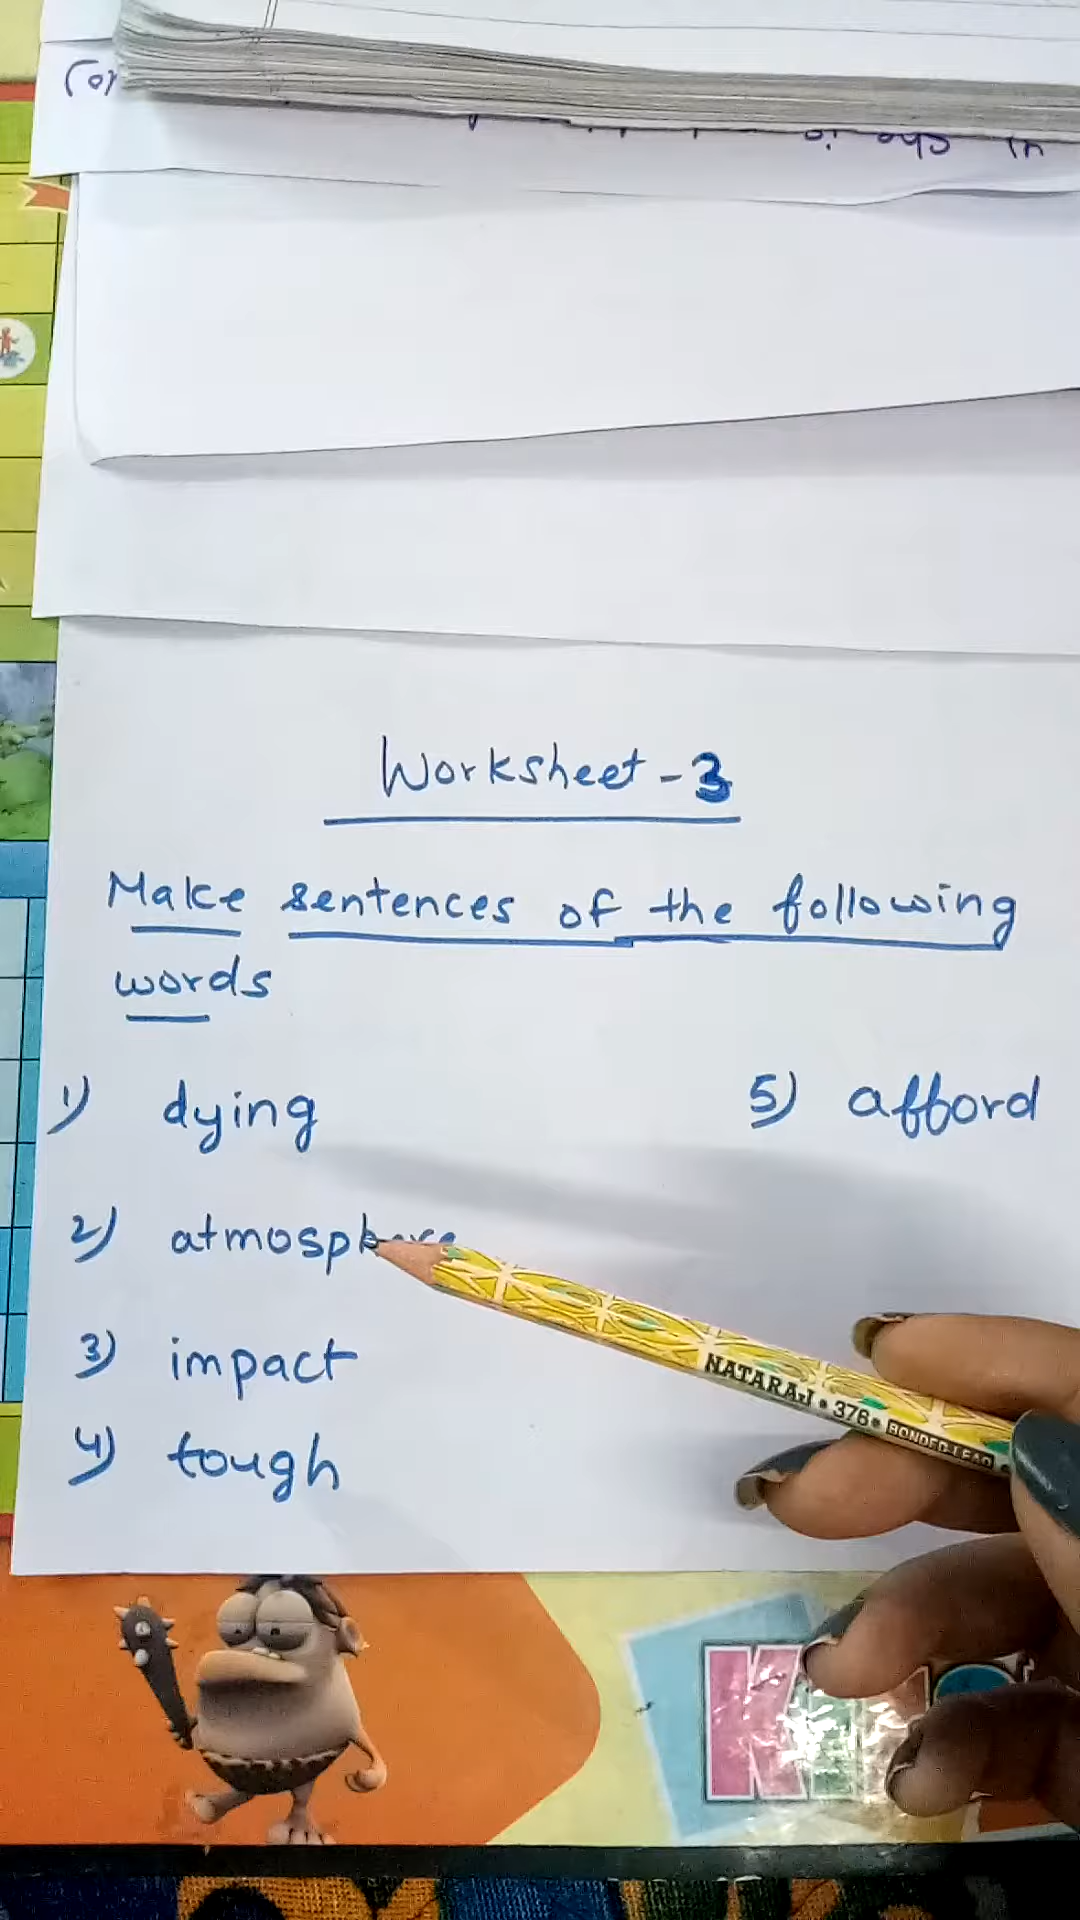 Worksheet - 3
Make sentences of the following
words
1) dying
5) afford
2)
3) impact
4) tough
NATARAJ • 376 • BONDED LEAD